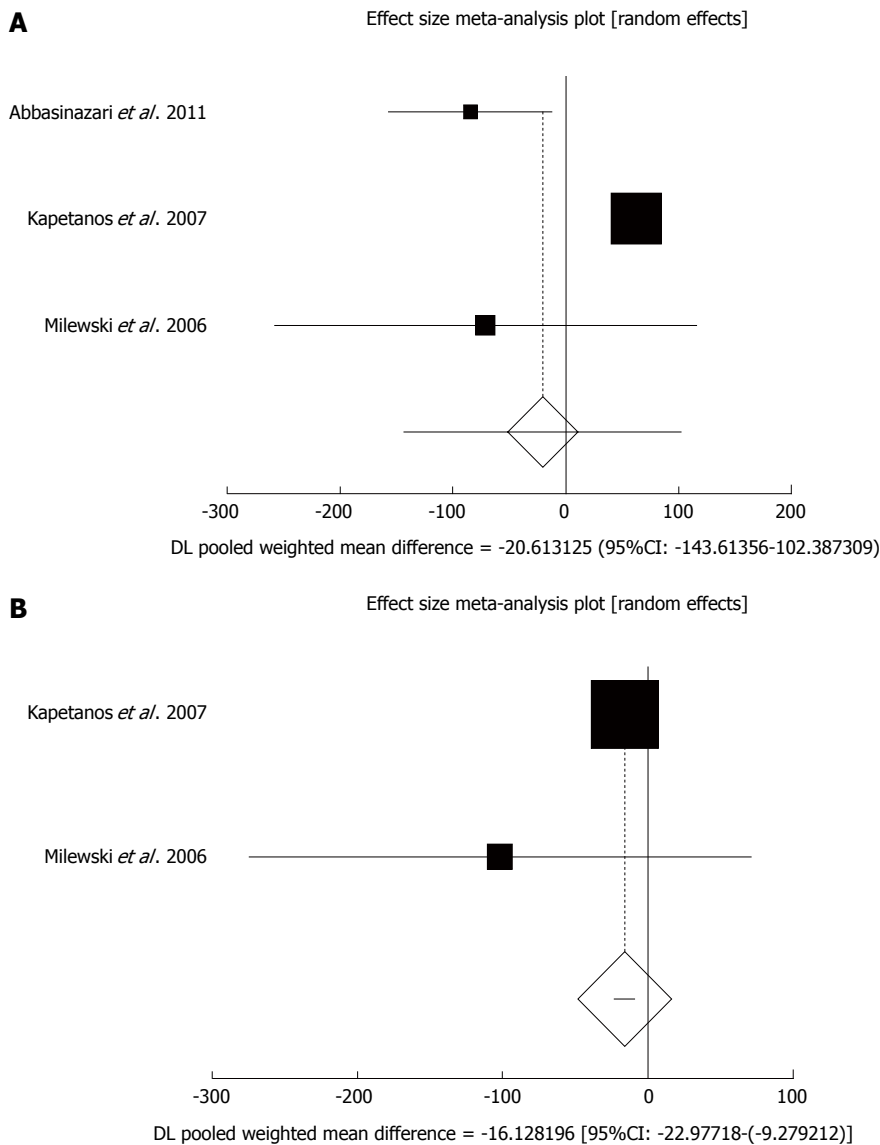 A
Effect size meta-analysis plot [random effects]
Abbasinazari et al. 2011
Kapetanos et al. 2007
Milewski et al. 2006
-300 -200 -100 0 100 200
DL pooled weighted mean difference = -20.613125 (95%CI: -143.61356-102.387309)
B
Effect size meta-analysis plot [random effects]
Kapetanos et al. 2007
Milewski et al. 2006
-300 -200 -100 0 100
DL pooled weighted mean difference = -16.128196 [95%CI: -22.97718-(-9.279212)]